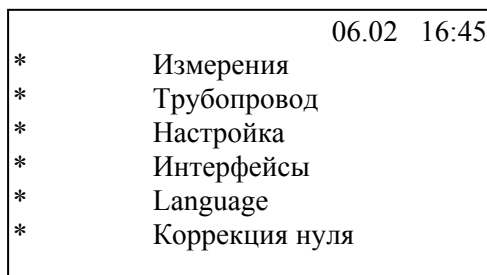 06.02 16:45
* Измерения
* Трубопровод
* Настройка
* Интерфейсы
* Language
* Коррекция нуля